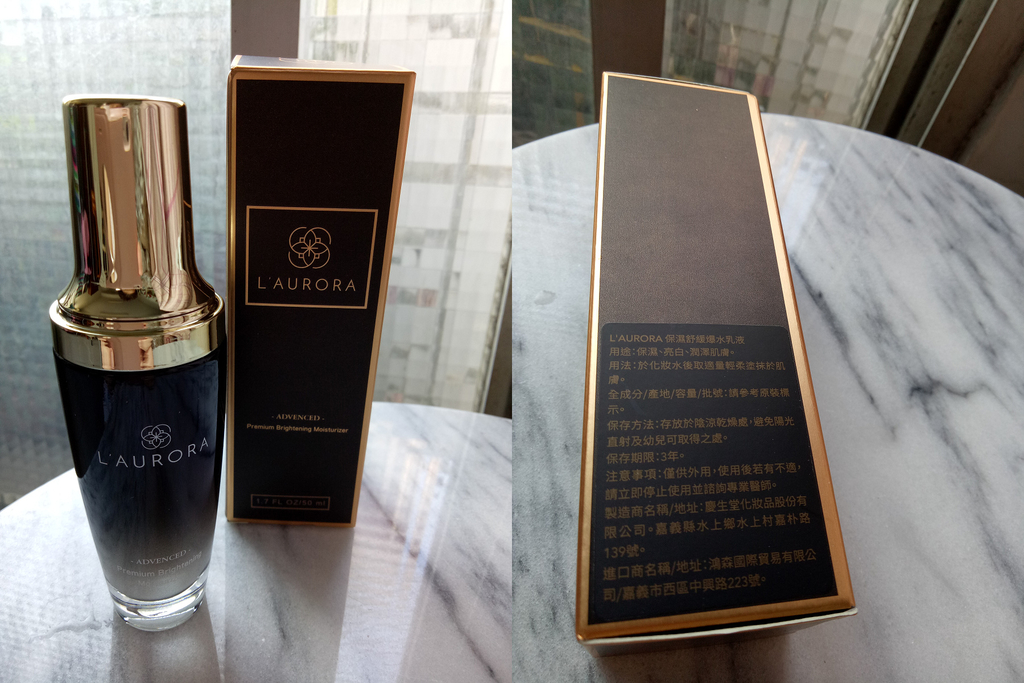 L'AURORA
- ADVENCED -
Premium Brightening
L'AURORA
- ADVENCED -
Premium Brightening Moisturizer
1.7 FL OZ/50 ml
L'AURORA 保濕舒緩爆水乳液
用途:保濕、亮白、潤澤肌膚。
用法:於化妝水後取適量輕柔塗抹於肌
膚。
全成分/產地/容量/批號:請參考原裝標
示。
保存方法:存放於陰涼乾燥處,避免陽光
直射及幼兒可取得之處。
保存期限:3年。
注意事項:僅供外用,使用後若有不適,
請立即停止使用並諮詢專業醫師。
製造商名稱/地址:慶生堂化妝品股份有
限公司。嘉義縣水上鄉水上村嘉朴路
139號。
進口商名稱/地址:鴻森國際貿易有限公
司/嘉義市西區中興路223號。